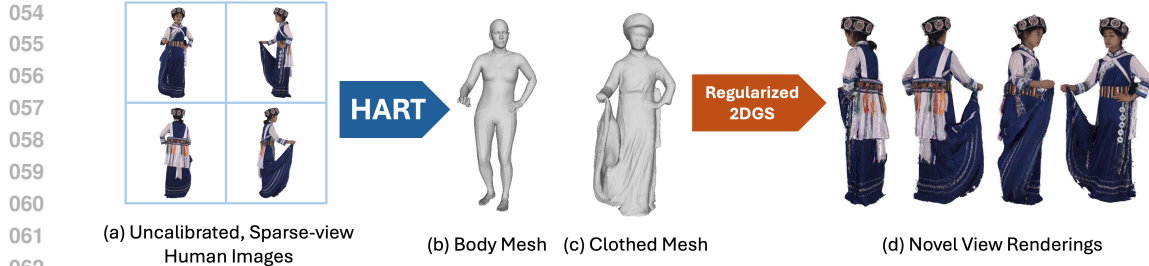 054
055
056
057
058
059
060
061
HART
Regularized
2DGS
(a) Uncalibrated, Sparse-view
Human Images
(b) Body Mesh
(c) Clothed Mesh
(d) Novel View Renderings